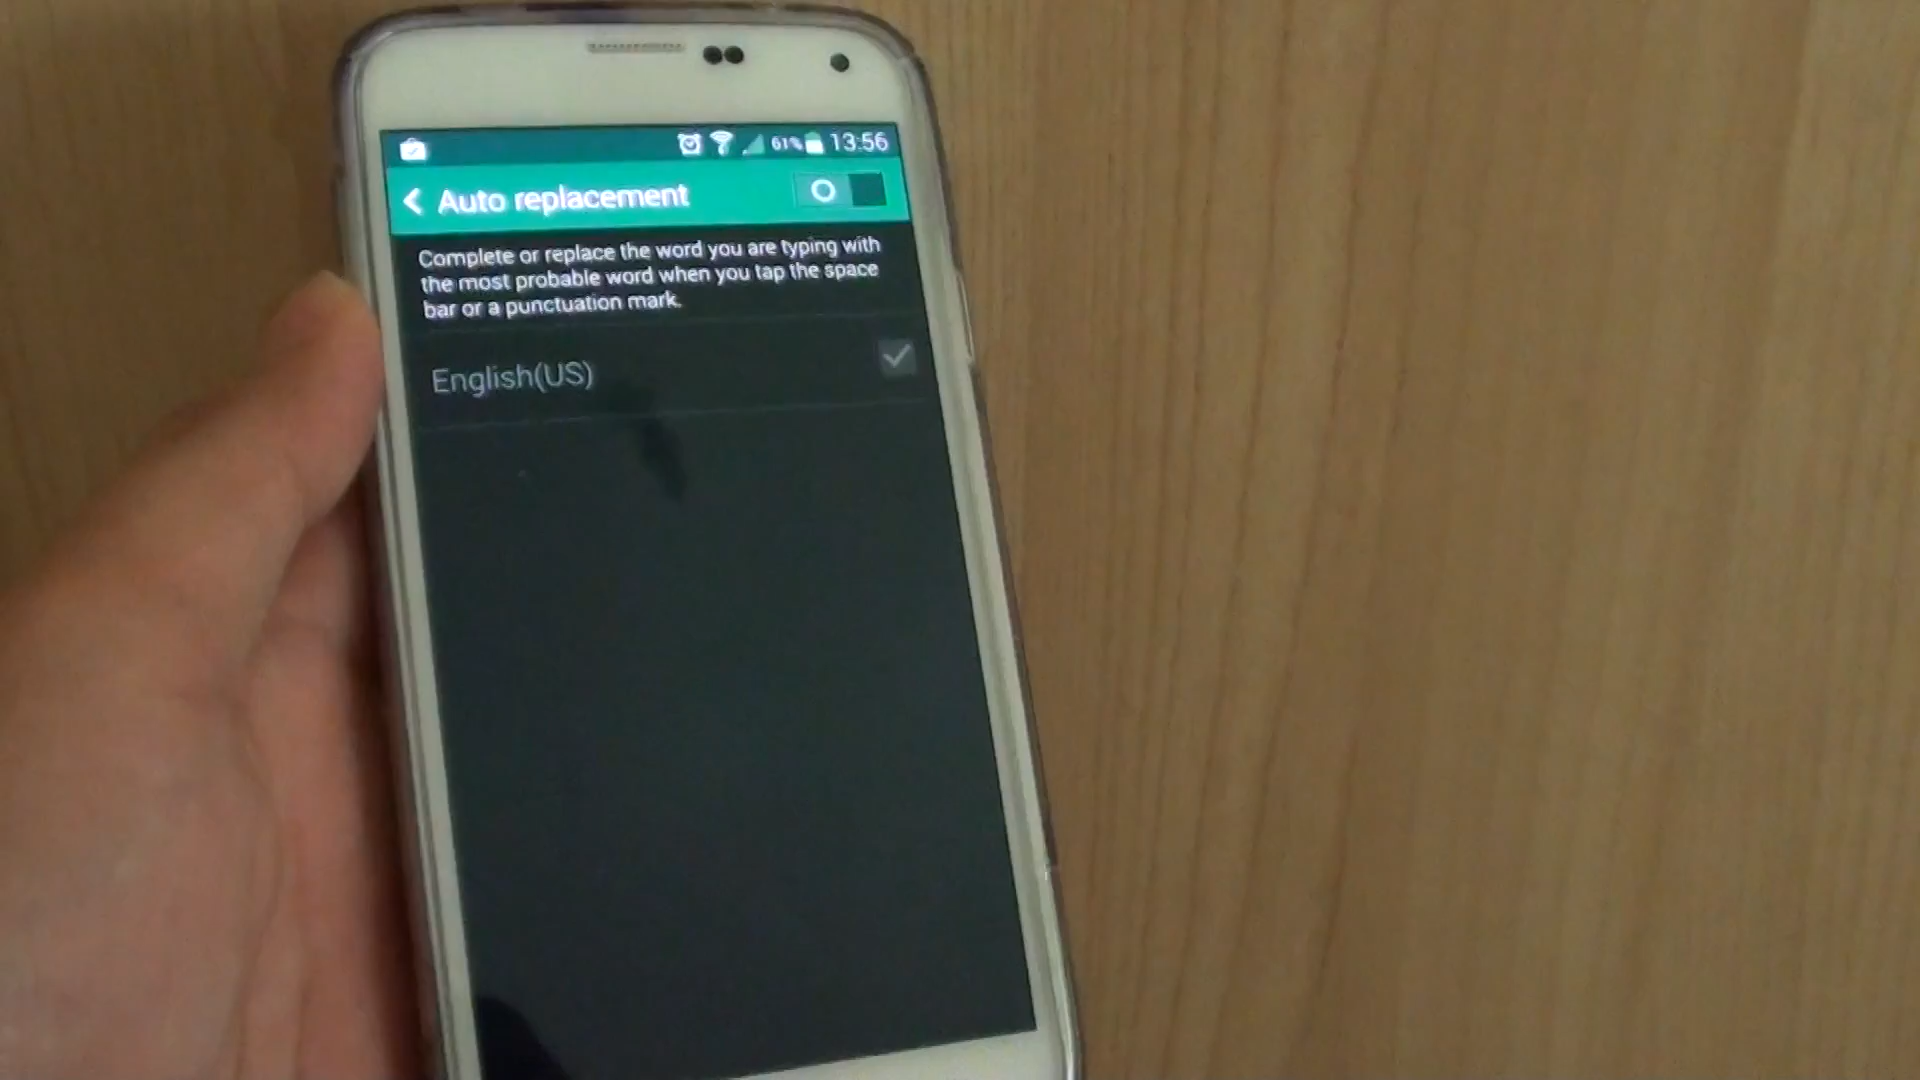 61% 13:56
Auto replacement
Complete or replace the word you are typing with
the most probable word when you tap the space
bar or a punctuation mark.
English(US)